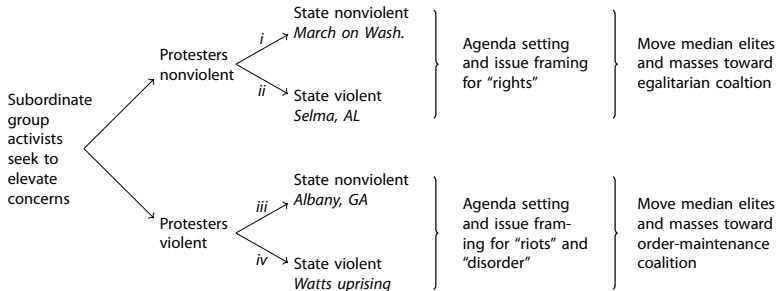 Subordinate
group
activists
seek to
elevate
concerns
Protesters
nonviolent
i
State nonviolent
March on Wash.
ii
State violent
Selma, AL
Agenda setting
and issue framing
for “rights”
Move median elites
and masses toward
egalitarian coaltion
Protesters
violent
iii
State nonviolent
Albany, GA
iv
State violent
Watts uprising
Agenda setting
and issue fram-
ing for “riots” and
“disorder”
Move median elites
and masses toward
order-maintenance
coalition